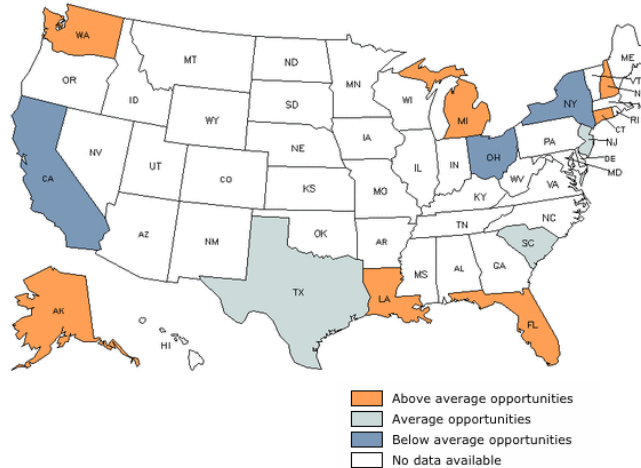 WA
MT
ND
MN
ME
OR
ID
SD
WI
VT
N
WY
MI
NY
RI
CT
IA
NE
PA
NJ
CA
NV
UT
CO
IL
IN
OH
DE
MD
KS
MO
WV
VA
KY
NC
TN
AZ
NM
OK
AR
SC
MS
AL
GA
TX
LA
AK
FL
HI
Above average opportunities
Average opportunities
Below average opportunities
No data available